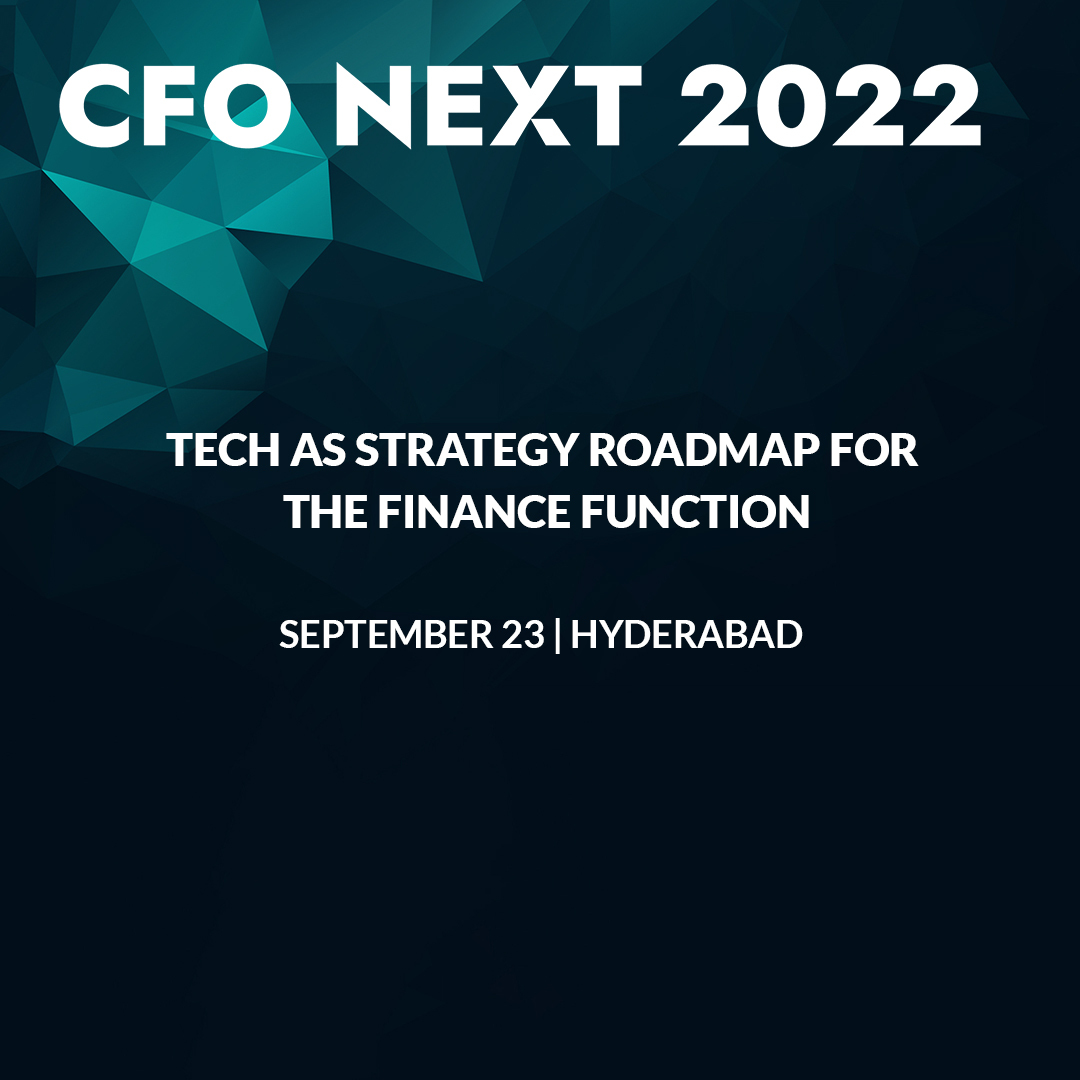 CFO NEXT 2022
TECH AS STRATEGY ROADMAP FOR
THE FINANCE FUNCTION
SEPTEMBER 23 | HYDERABAD